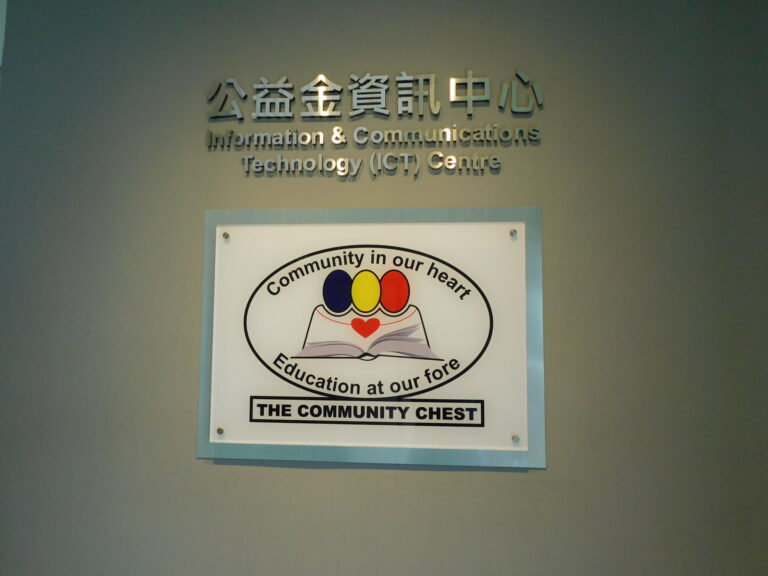 公益金資訊中心
Information & Communications
Technology (ICT) Centre
Community in our heart
Education at our fore
THE COMMUNITY CHEST